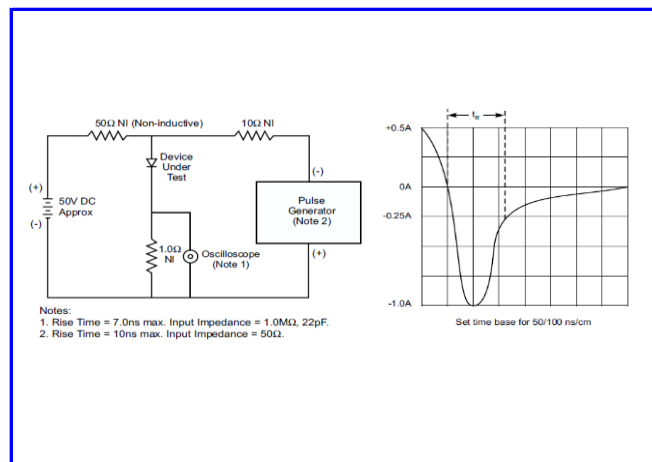 50Ω NI (Non-inductive)
10Ω NI
Device
Under
Test
(+)
50V DC
Approx
(-)
(-)
Pulse
Generator
(Note 2)
(+)
1.0Ω
NI
Oscilloscope
(Note 1)
Notes:
1. Rise Time = 7.0ns max. Input Impedance = 1.0MΩ, 22pF.
2. Rise Time = 10ns max. Input Impedance = 50Ω.
trr
+0.5A
0A
-0.25A
-1.0A
Set time base for 50/100 ns/cm